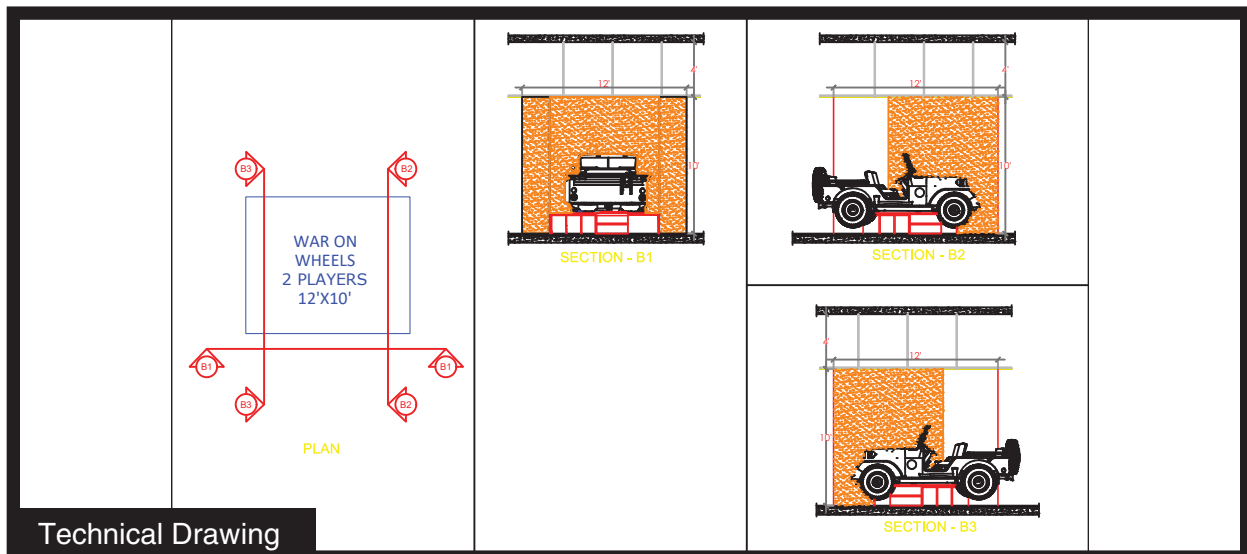 B3
B2
WAR ON
WHEELS
2 PLAYERS
12'X10'
B1
B1
B3
B2
PLAN
4'
12'
10'
SECTION - B1
4'
12'
10'
SECTION - B2
4'
12'
10'
SECTION - B3
Technical Drawing